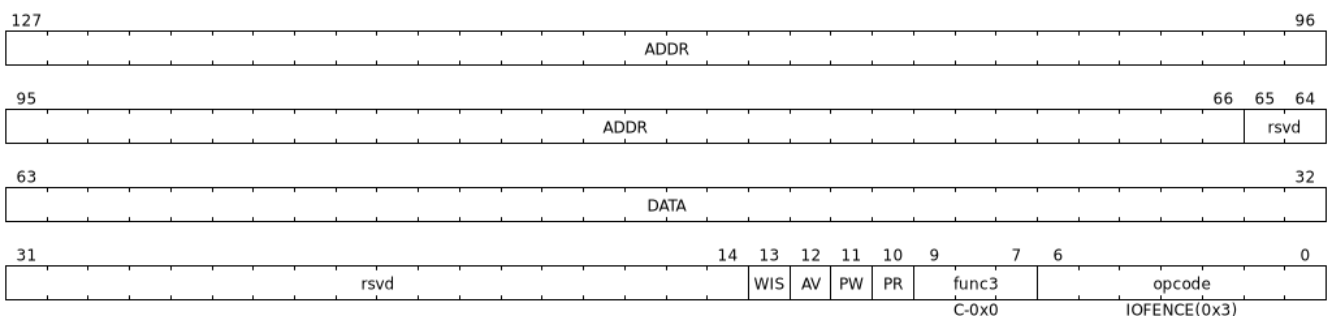 127 96
ADDR
95 66 65 64
ADDR rsvd
63 32
DATA
31 14 13 12 11 10 9 7 6 0
rsvd WIS AV PW PR func3 opcode
C-0x0 IOFENCE(0x3)